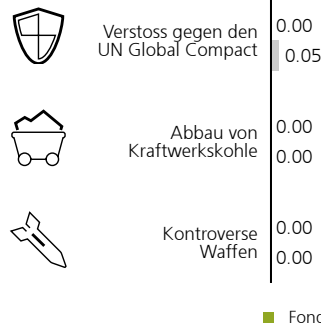 Verstoss gegen den
UN Global Compact
0.00
0.05
Abbau von
Kraftwerkskohle
0.00
0.00
Kontroverse
Waffen
0.00
0.00